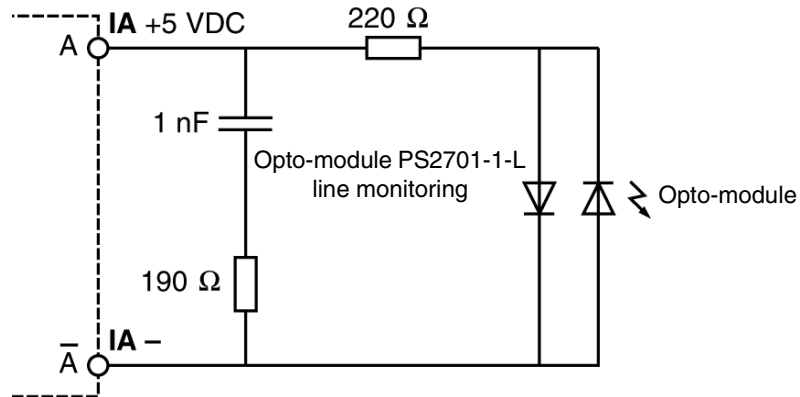 IA +5 VDC
A
220 Ω
1 nF
Opto-module PS2701-1-L
line monitoring
Opto-module
190 Ω
IA –
A̅